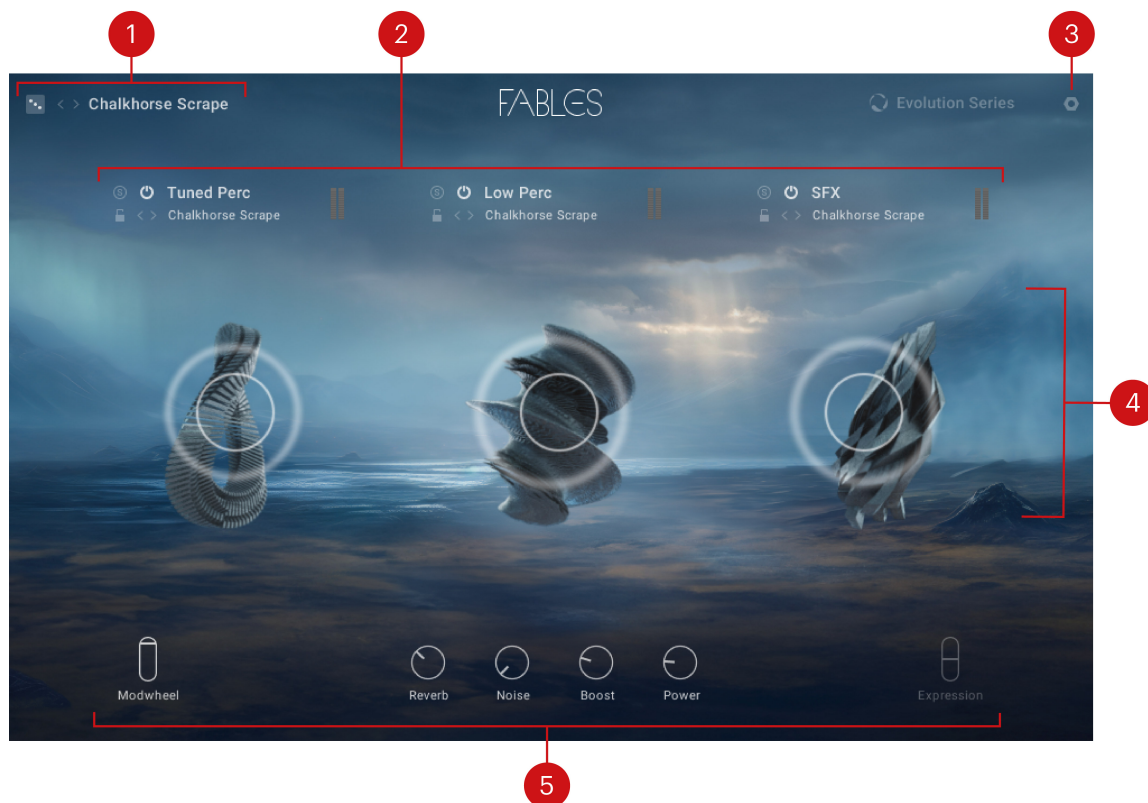 1
2
3
Chalkhorse Scrape
FABLES
Evolution Series
S Tuned Perc
Chalkhorse Scrape
S Low Perc
Chalkhorse Scrape
S SFX
Chalkhorse Scrape
4
Modwheel
Reverb
Noise
Boost
Power
Expression
5